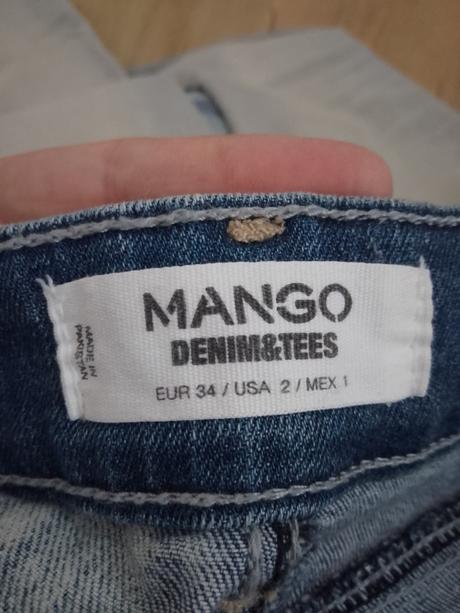 MANGO
DENIM&TEES
EUR 34 / USA 2 / MEX 1
MADE IN
PAKISTAN